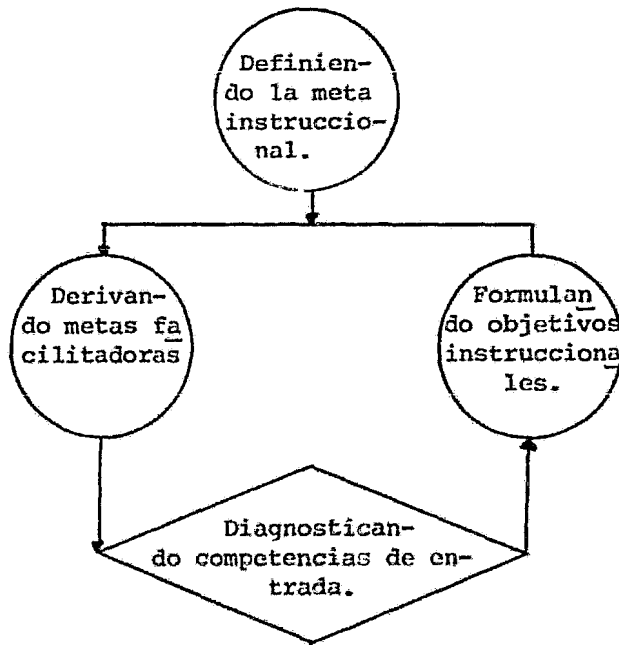 Definien-
do la meta
instruccio-
nal.
Derivan-
do metas fa
cilitadoras
Formulan
do objetivos
instrucciona
les.
Diagnostican-
do competencias de en-
trada.